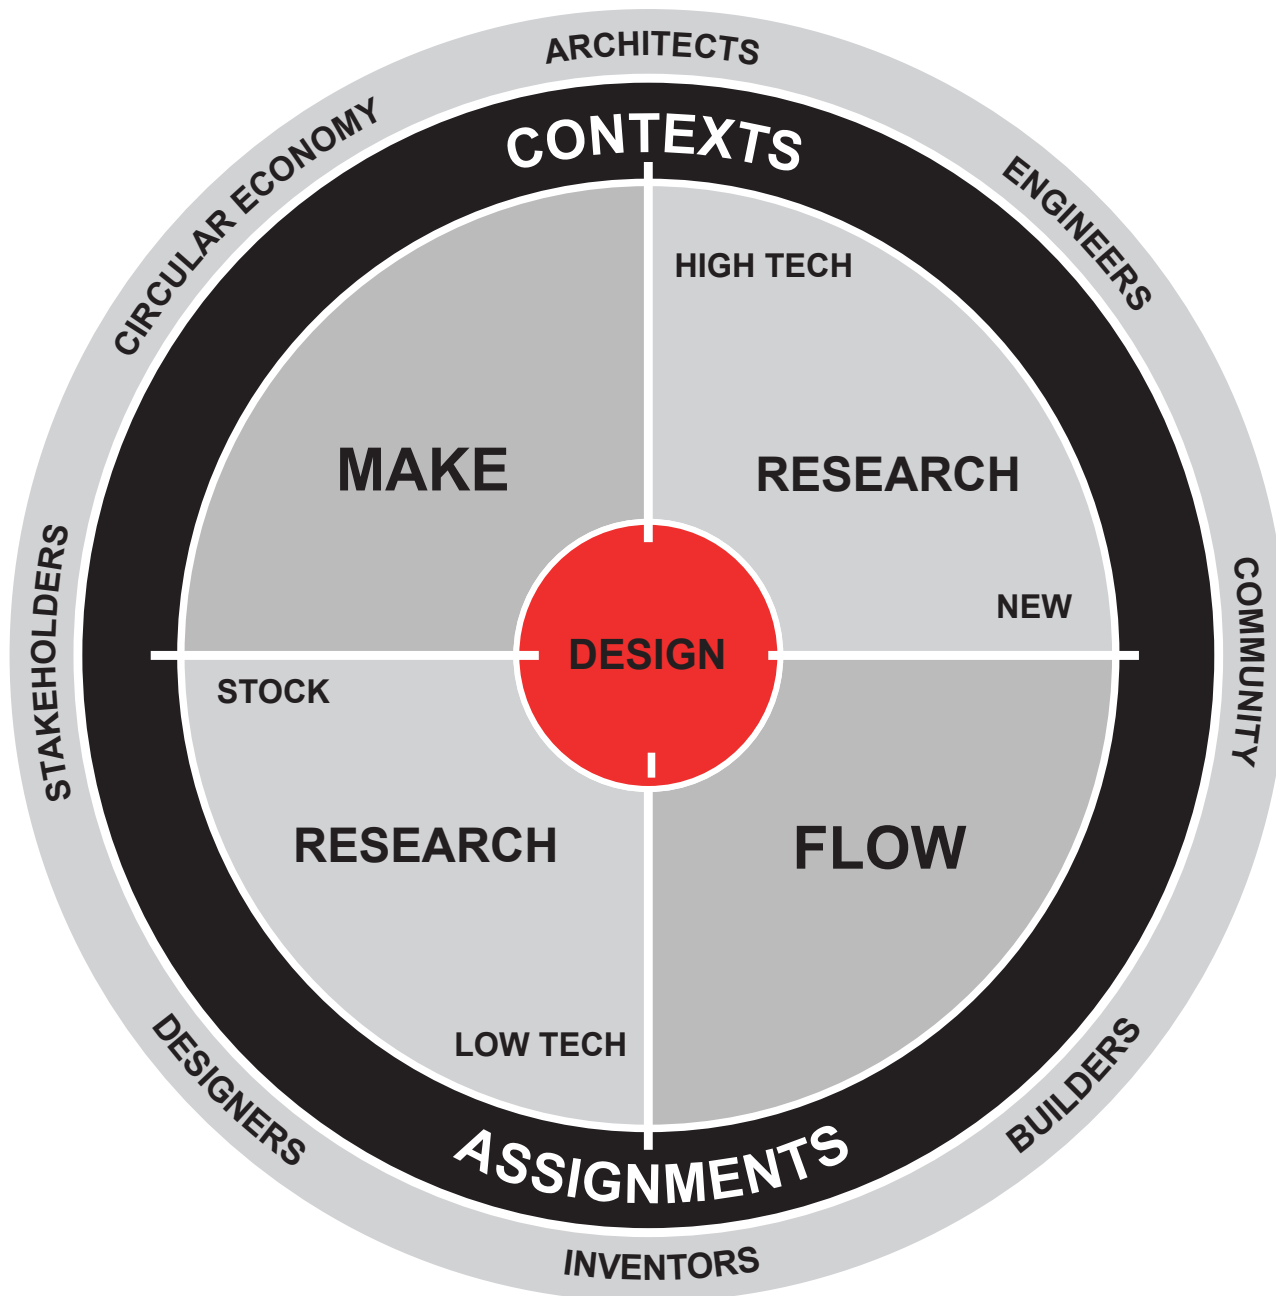 ARCHITECTS
CIRCULAR ECONOMY
ENGINEERS
CONTEXTS
HIGH TECH
MAKE
RESEARCH
STAKEHOLDERS
COMMUNITY
NEW
DESIGN
STOCK
RESEARCH
FLOW
LOW TECH
DESIGNERS
BUILDERS
ASSIGNMENTS
INVENTORS